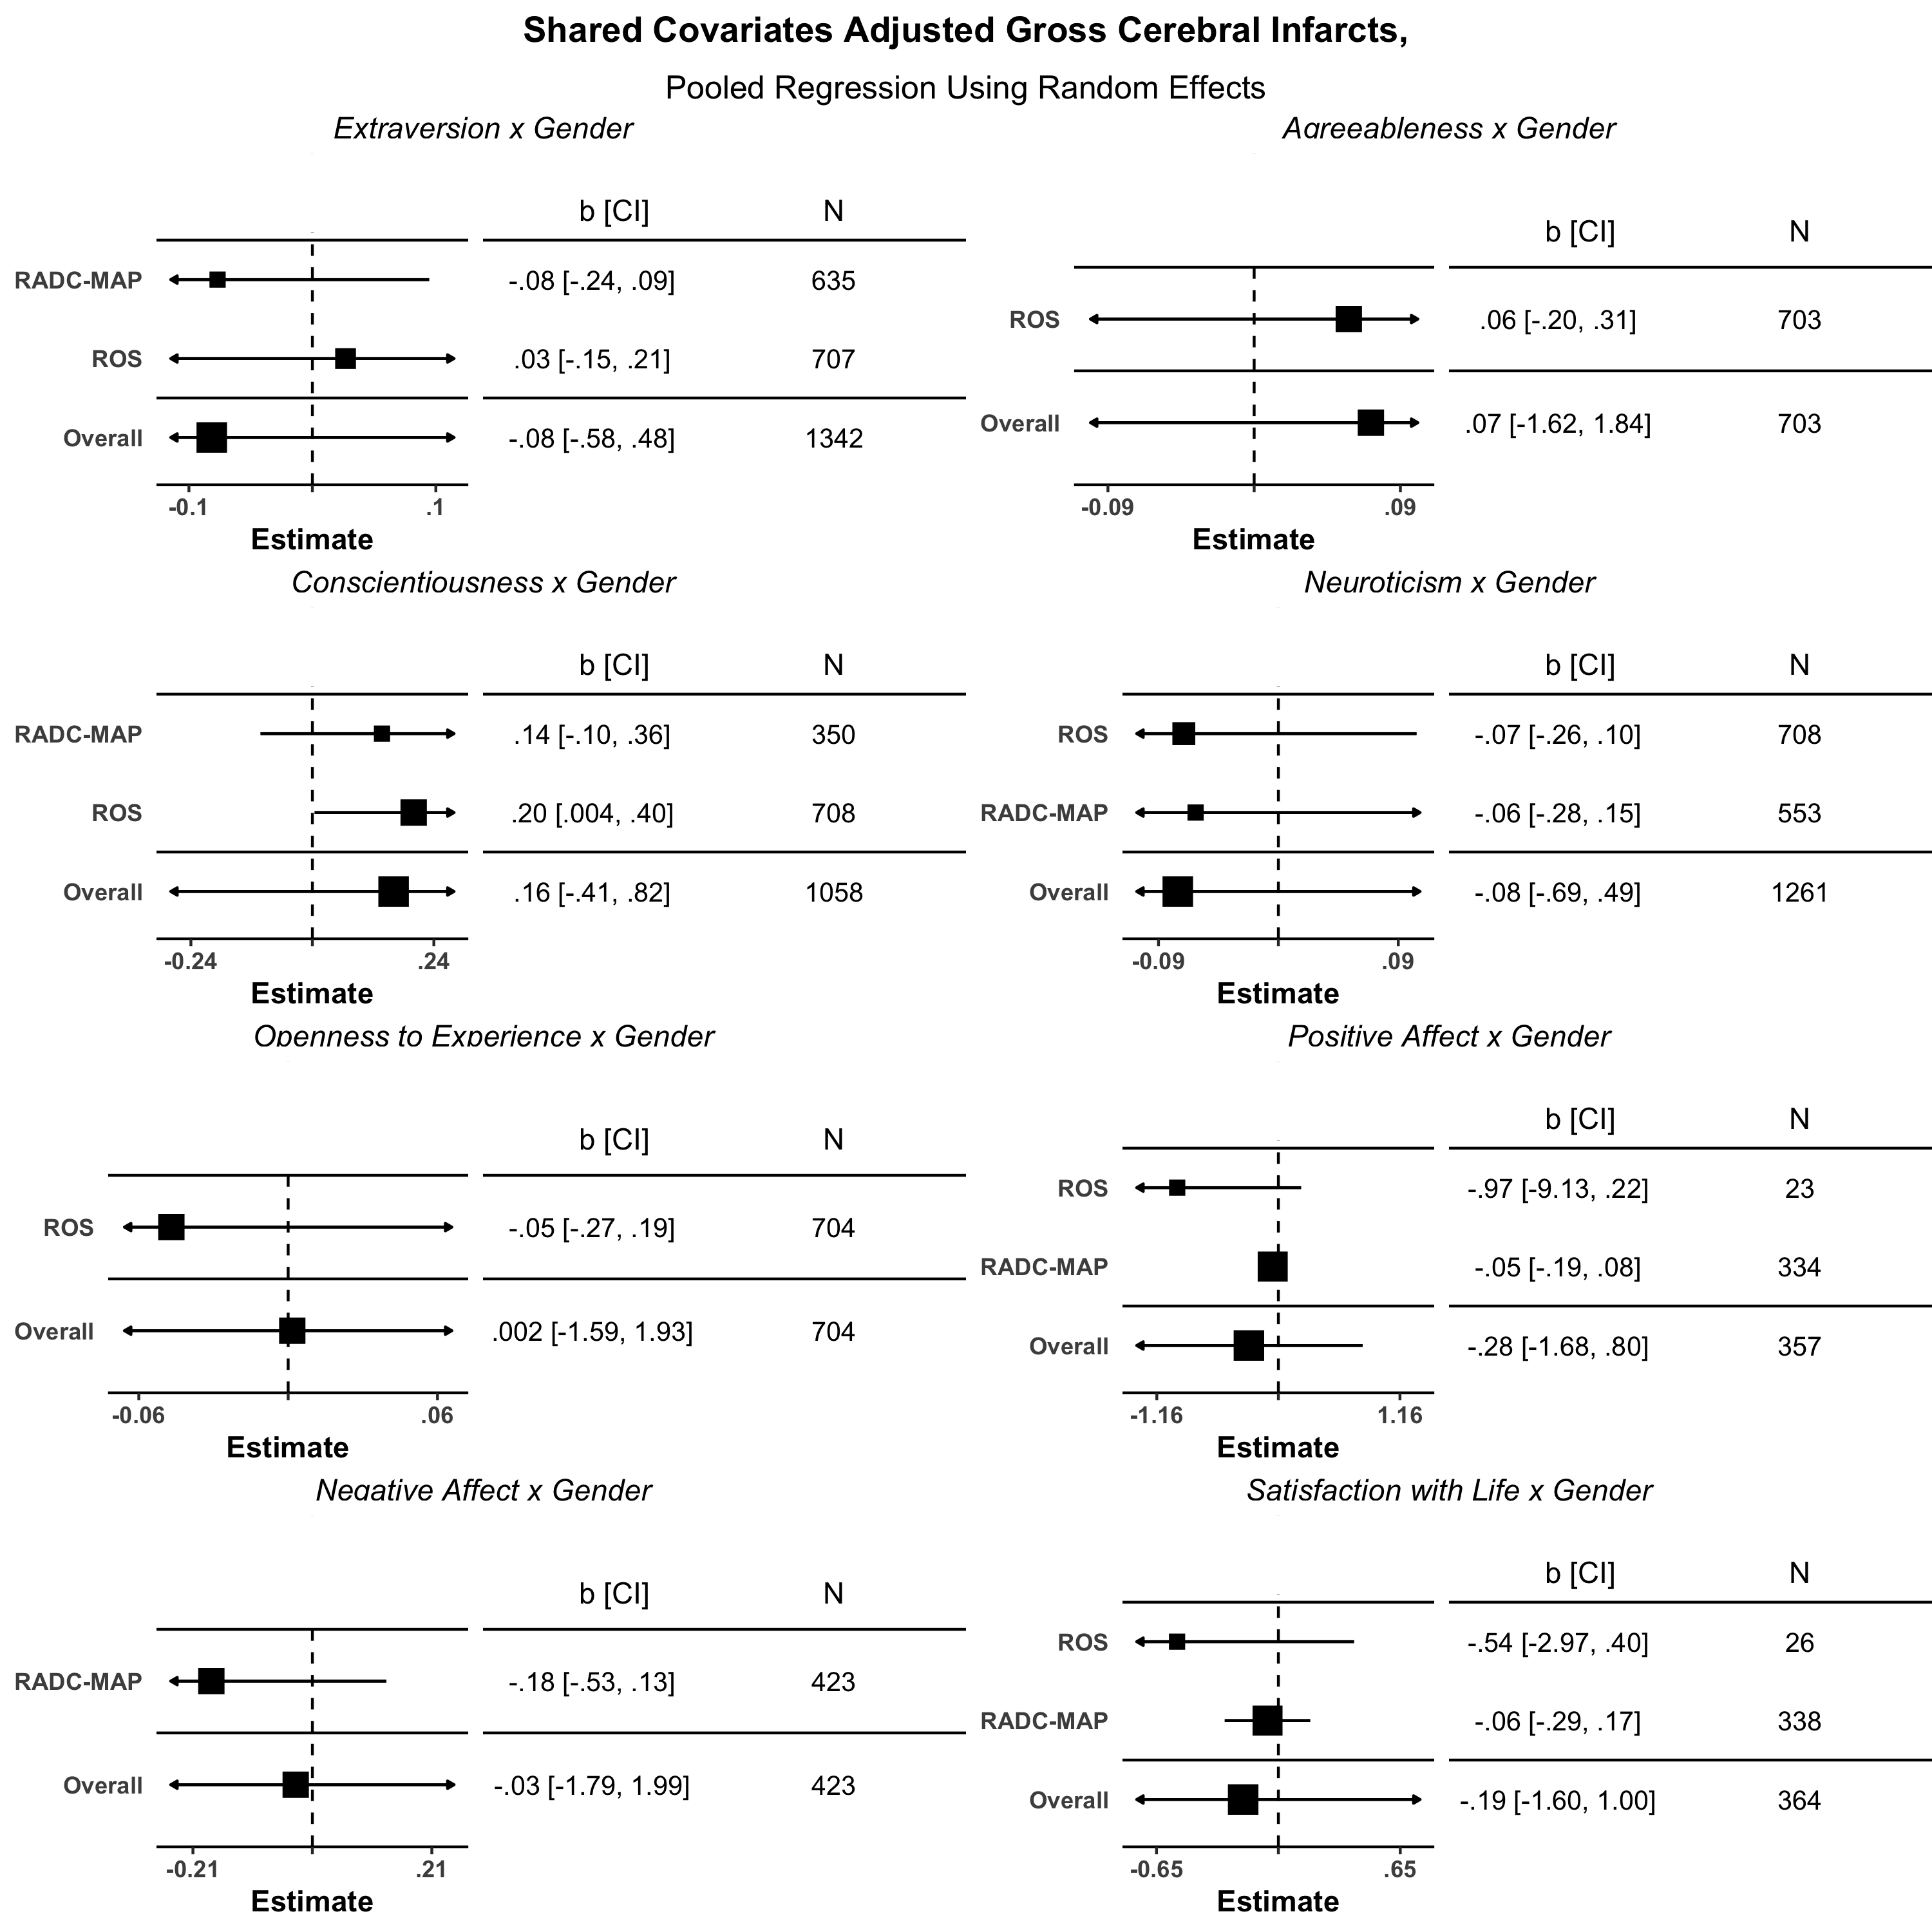 Shared Covariates Adjusted Gross Cerebral Infarcts,
Pooled Regression Using Random Effects
Extraversion x Gender
b [CI] N
RADC-MAP -.08 [-.24, .09] 635
ROS .03 [-.15, .21] 707
Overall -.08 [-.58, .48] 1342
-0.1 .1
Estimate
Agreeableness x Gender
b [CI] N
ROS .06 [-.20, .31] 703
Overall .07 [-1.62, 1.84] 703
-0.09 .09
Estimate
Conscientiousness x Gender
b [CI] N
RADC-MAP .14 [-.10, .36] 350
ROS .20 [.004, .40] 708
Overall .16 [-.41, .82] 1058
-0.24 .24
Estimate
Neuroticism x Gender
b [CI] N
ROS -.07 [-.26, .10] 708
RADC-MAP -.06 [-.28, .15] 553
Overall -.08 [-.69, .49] 1261
-0.09 .09
Estimate
Openness to Experience x Gender
b [CI] N
ROS -.05 [-.27, .19] 704
Overall .002 [-1.59, 1.93] 704
-0.06 .06
Estimate
Positive Affect x Gender
b [CI] N
ROS -.97 [-9.13, .22] 23
RADC-MAP -.05 [-.19, .08] 334
Overall -.28 [-1.68, .80] 357
-1.16 1.16
Estimate
Negative Affect x Gender
b [CI] N
RADC-MAP -.18 [-.53, .13] 423
Overall -.03 [-1.79, 1.99] 423
-0.21 .21
Estimate
Satisfaction with Life x Gender
b [CI] N
ROS -.54 [-2.97, .40] 26
RADC-MAP -.06 [-.29, .17] 338
Overall -.19 [-1.60, 1.00] 364
-0.65 .65
Estimate